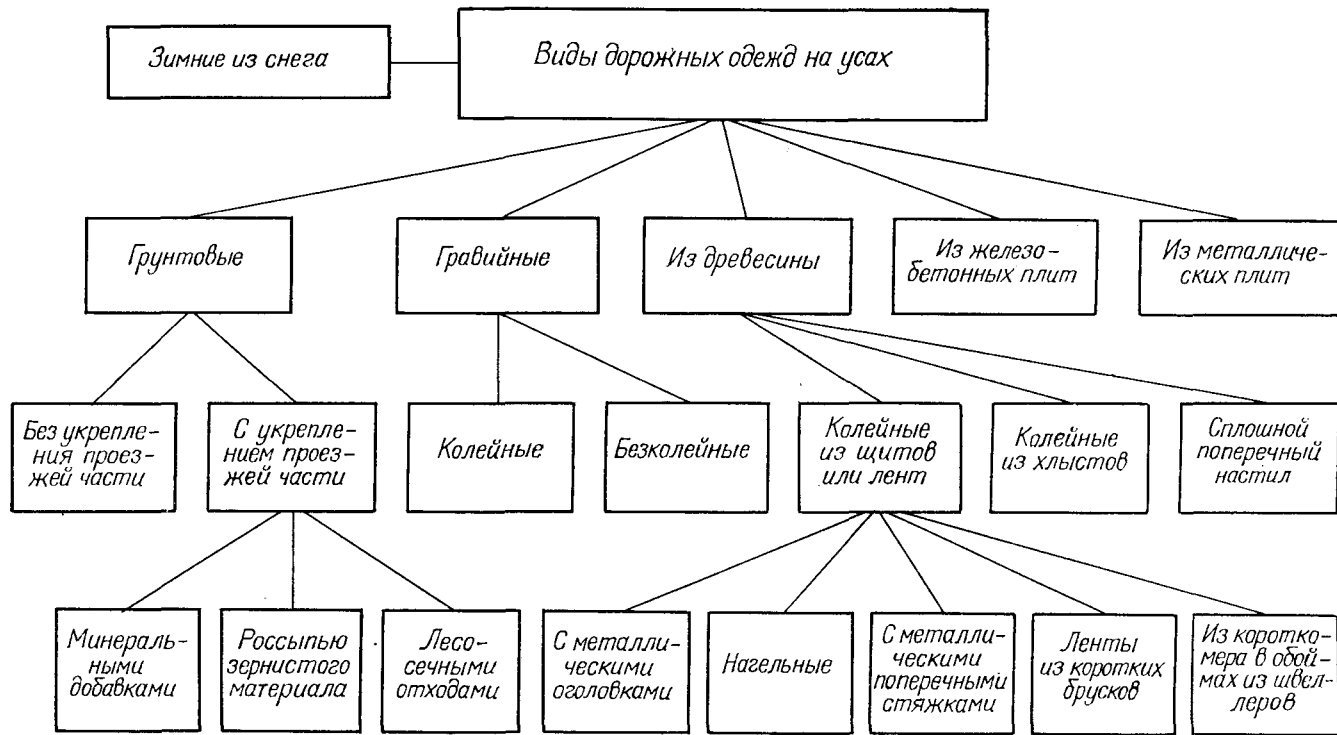 Зимние из снега
Виды дорожных одежд на усах
Грунтовые
Гравийные
Из древесины
Из железо-
бетонных плит
Из металличе-
ских плит
Без укрепле-
ния проез-
жей части
С укрепле-
нием проез-
жей части
Колейные
Безколейные
Колейные
из щитов
или лент
Колейные
из хлыстов
Сплошной
поперечный
настил
Минераль-
ными
добавками
Россыпью
зернистого
материала
Лесо-
сечными
отходами
С металли-
ческими
оголовками
Нагельные
С металли-
ческими
поперечными
стяжками
Ленты
из коротких
брусков
Из коротко-
мера в обой-
мах из швел-
леров